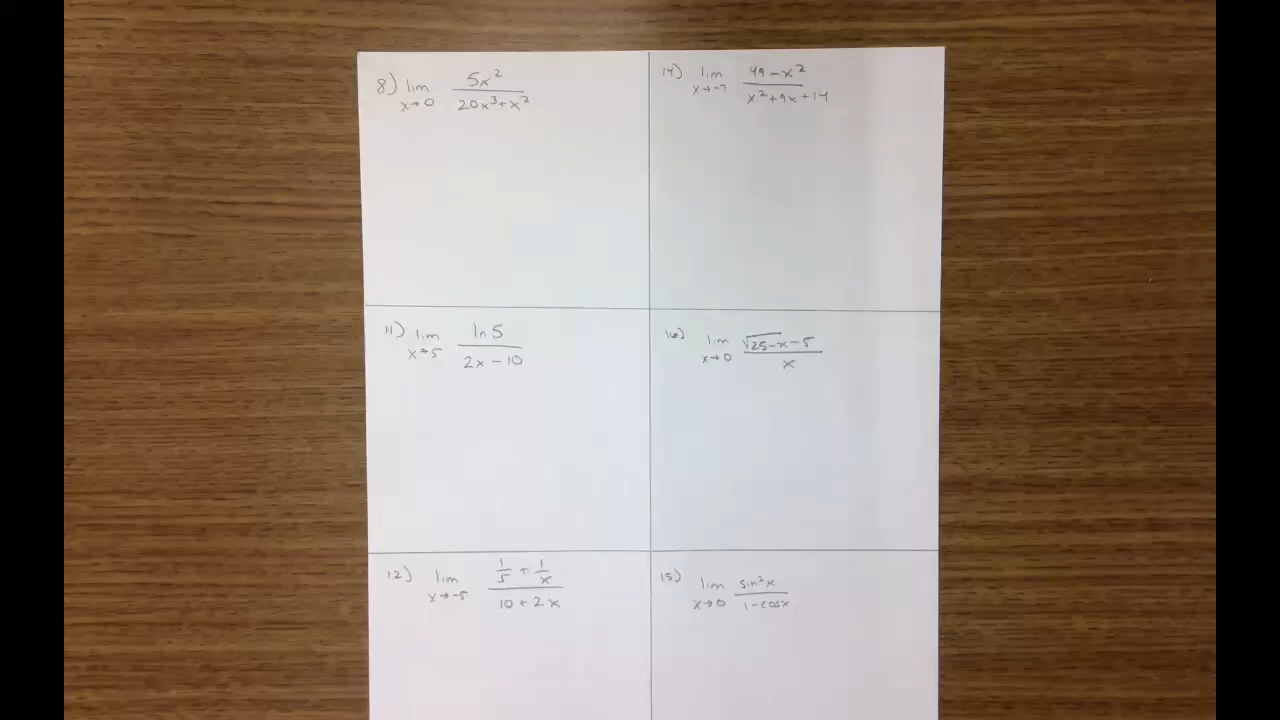 8) lim 5x² / 20x³+x²
x→0
14) lim 49-x² / x²+9x+14
x→-7
11) lim ln 5 / 2x-10
x→5
16) lim √25-x - 5 / x
x→0
12) lim 1/5 + 1/x / 10+2x
x→-5
15) lim sin²x / 1-cosx
x→0